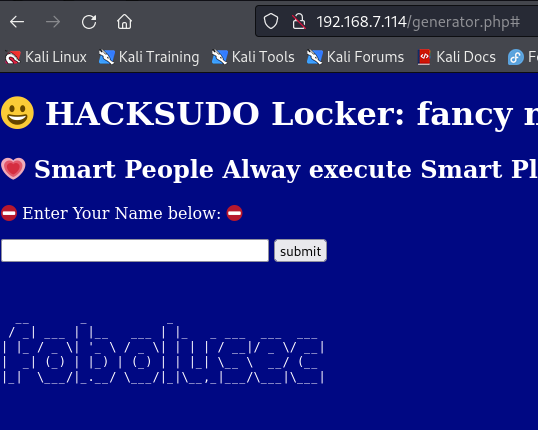 192.168.7.114/generator.php#
Kali Linux Kali Training Kali Tools Kali Forums Kali Docs
HACKSUDO Locker: fancy
Smart People Alway execute Smart Pl
Enter Your Name below:
submit
fobolusec